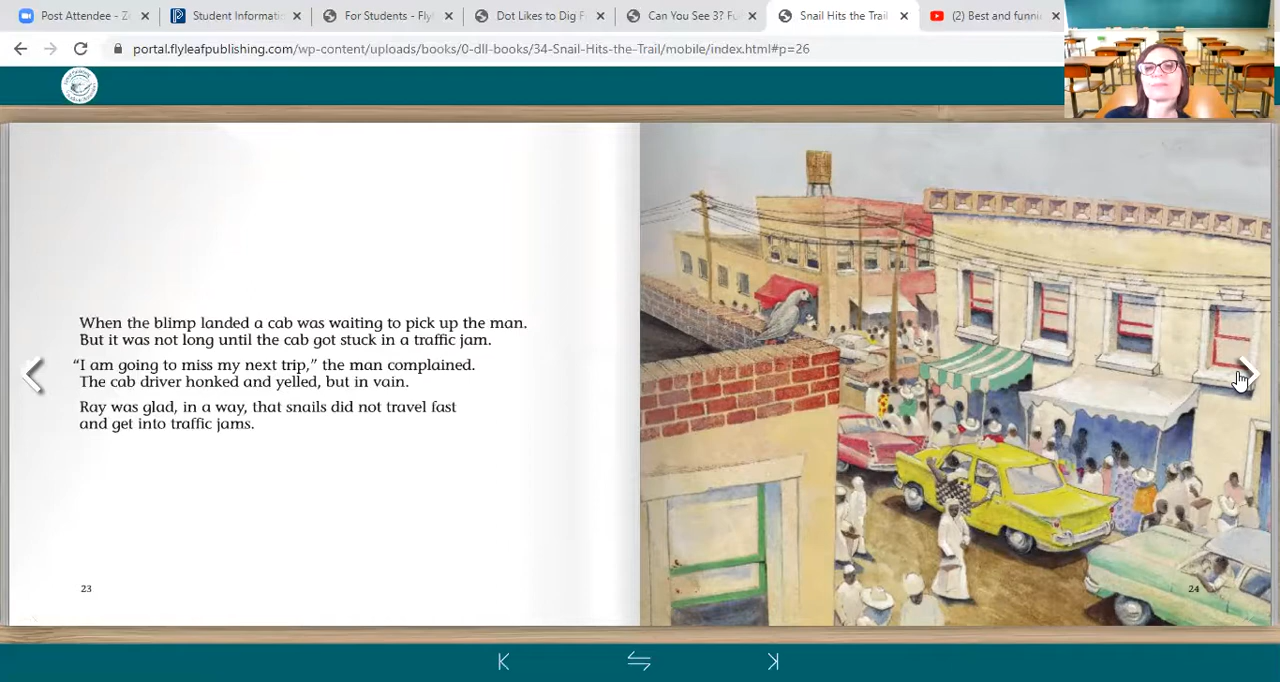 Post Attendee - Z
Student Informatic
For Students - Flyl
Dot Likes to Dig F
Can You See 3? Fu
Snail Hits the Trail
(2) Best and funni
portal.flyleafpublishing.com/wp-content/uploads/books/0-dll-books/34-Snail-Hits-the-Trail/mobile/index.html#p=26
When the blimp landed a cab was waiting to pick up the man.
But it was not long until the cab got stuck in a traffic jam.
“I am going to miss my next trip,” the man complained.
The cab driver honked and yelled, but in vain.
Ray was glad, in a way, that snails did not travel fast
and get into traffic jams.
23
24